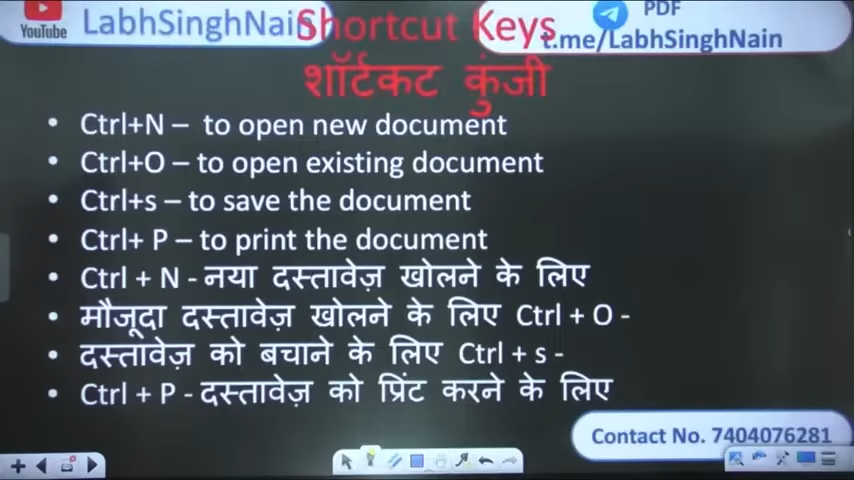 YouTube LabhSinghNain Shortcut Keys PDF
t.me/LabhSinghNain
शॉर्टकट कुंजी
• Ctrl+N – to open new document
• Ctrl+O – to open existing document
• Ctrl+s – to save the document
• Ctrl+ P – to print the document
• Ctrl + N - नया दस्तावेज़ खोलने के लिए
• मौजूदा दस्तावेज़ खोलने के लिए Ctrl + O -
• दस्तावेज़ को बचाने के लिए Ctrl + s -
• Ctrl + P - दस्तावेज़ को प्रिंट करने के लिए
Contact No. 7404076281